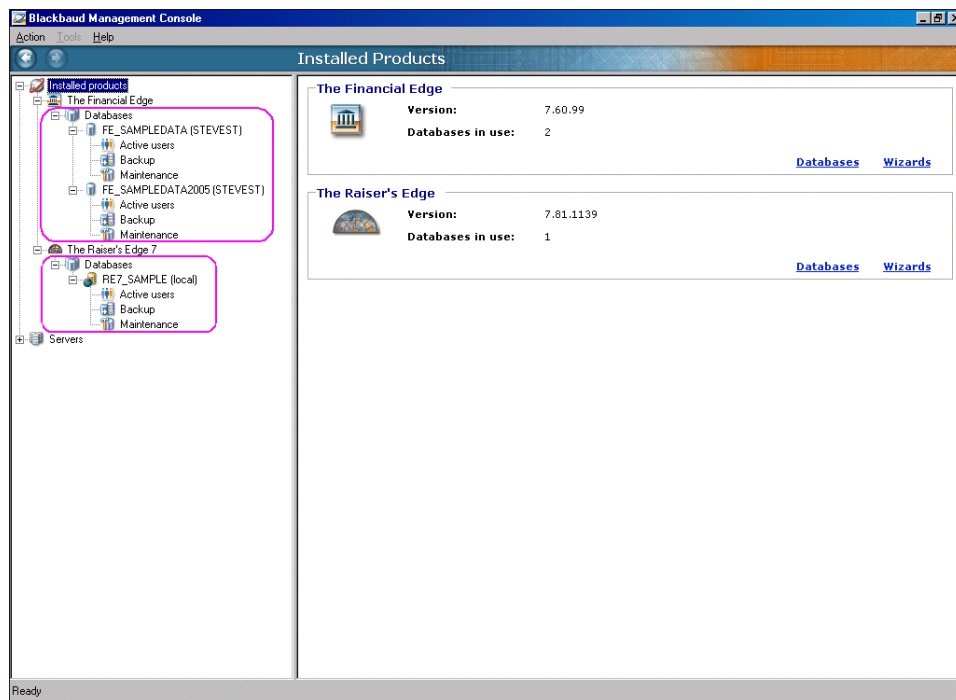 Blackbaud Management Console
Action Tools Help
Installed Products
Installed products
The Financial Edge
Databases
FE_SAMPLEDATA (STEVEST)
Active users
Backup
Maintenance
FE_SAMPLEDATA2005 (STEVEST)
Active users
Backup
Maintenance
The Raiser's Edge 7
Databases
RE7_SAMPLE (local)
Active users
Backup
Maintenance
Servers
The Financial Edge
Version: 7.60.99
Databases in use: 2
Databases Wizards
The Raiser's Edge
Version: 7.81.1139
Databases in use: 1
Databases Wizards
Ready